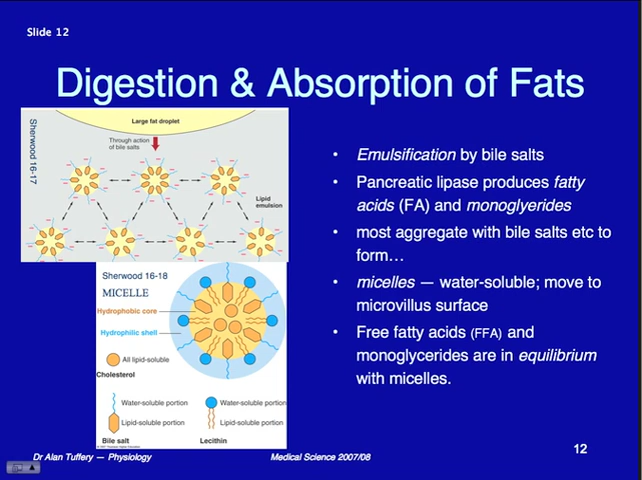 Slide 12
Digestion & Absorption of Fats
Sherwood 16-17
Large fat droplet
Through action
of bile salts
Lipid
emulsion
Sherwood 16-18
MICELLE
Hydrophobic core
Hydrophilic shell
All lipid-soluble
Cholesterol
Water-soluble portion
Lipid-soluble portion
Bile salt
Water-soluble portion
Lipid-soluble portion
Lecithin
• Emulsification by bile salts
• Pancreatic lipase produces fatty
acids (FA) and monoglyerides
• most aggregate with bile salts etc to
form…
• micelles — water-soluble; move to
microvillus surface
• Free fatty acids (FFA) and
monoglycerides are in equilibrium
with micelles.
Dr Alan Tuffery — Physiology
Medical Science 2007/08
12